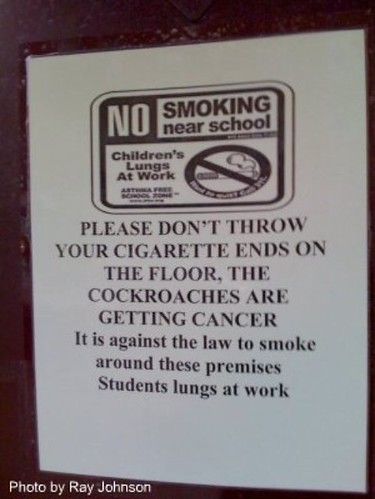 NO SMOKING
near school
Children's
Lungs
At Work
ASTHMA FREE
SCHOOL ZONE
PLEASE DON'T THROW
YOUR CIGARETTE ENDS ON
THE FLOOR, THE
COCKROACHES ARE
GETTING CANCER
It is against the law to smoke
around these premises
Students lungs at work
Photo by Ray Johnson